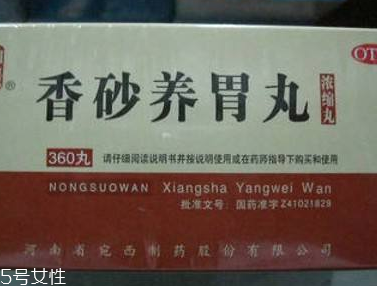 OTC
香砂养胃丸
浓缩丸
360丸 请仔细阅读说明书并按说明使用或在药师指导下购买和使用
NONGSUOWAN Xiangsha Yangwei Wan
批准文号：国药准字Z41021829
河南省宛西制药股份有限公司
5号女性